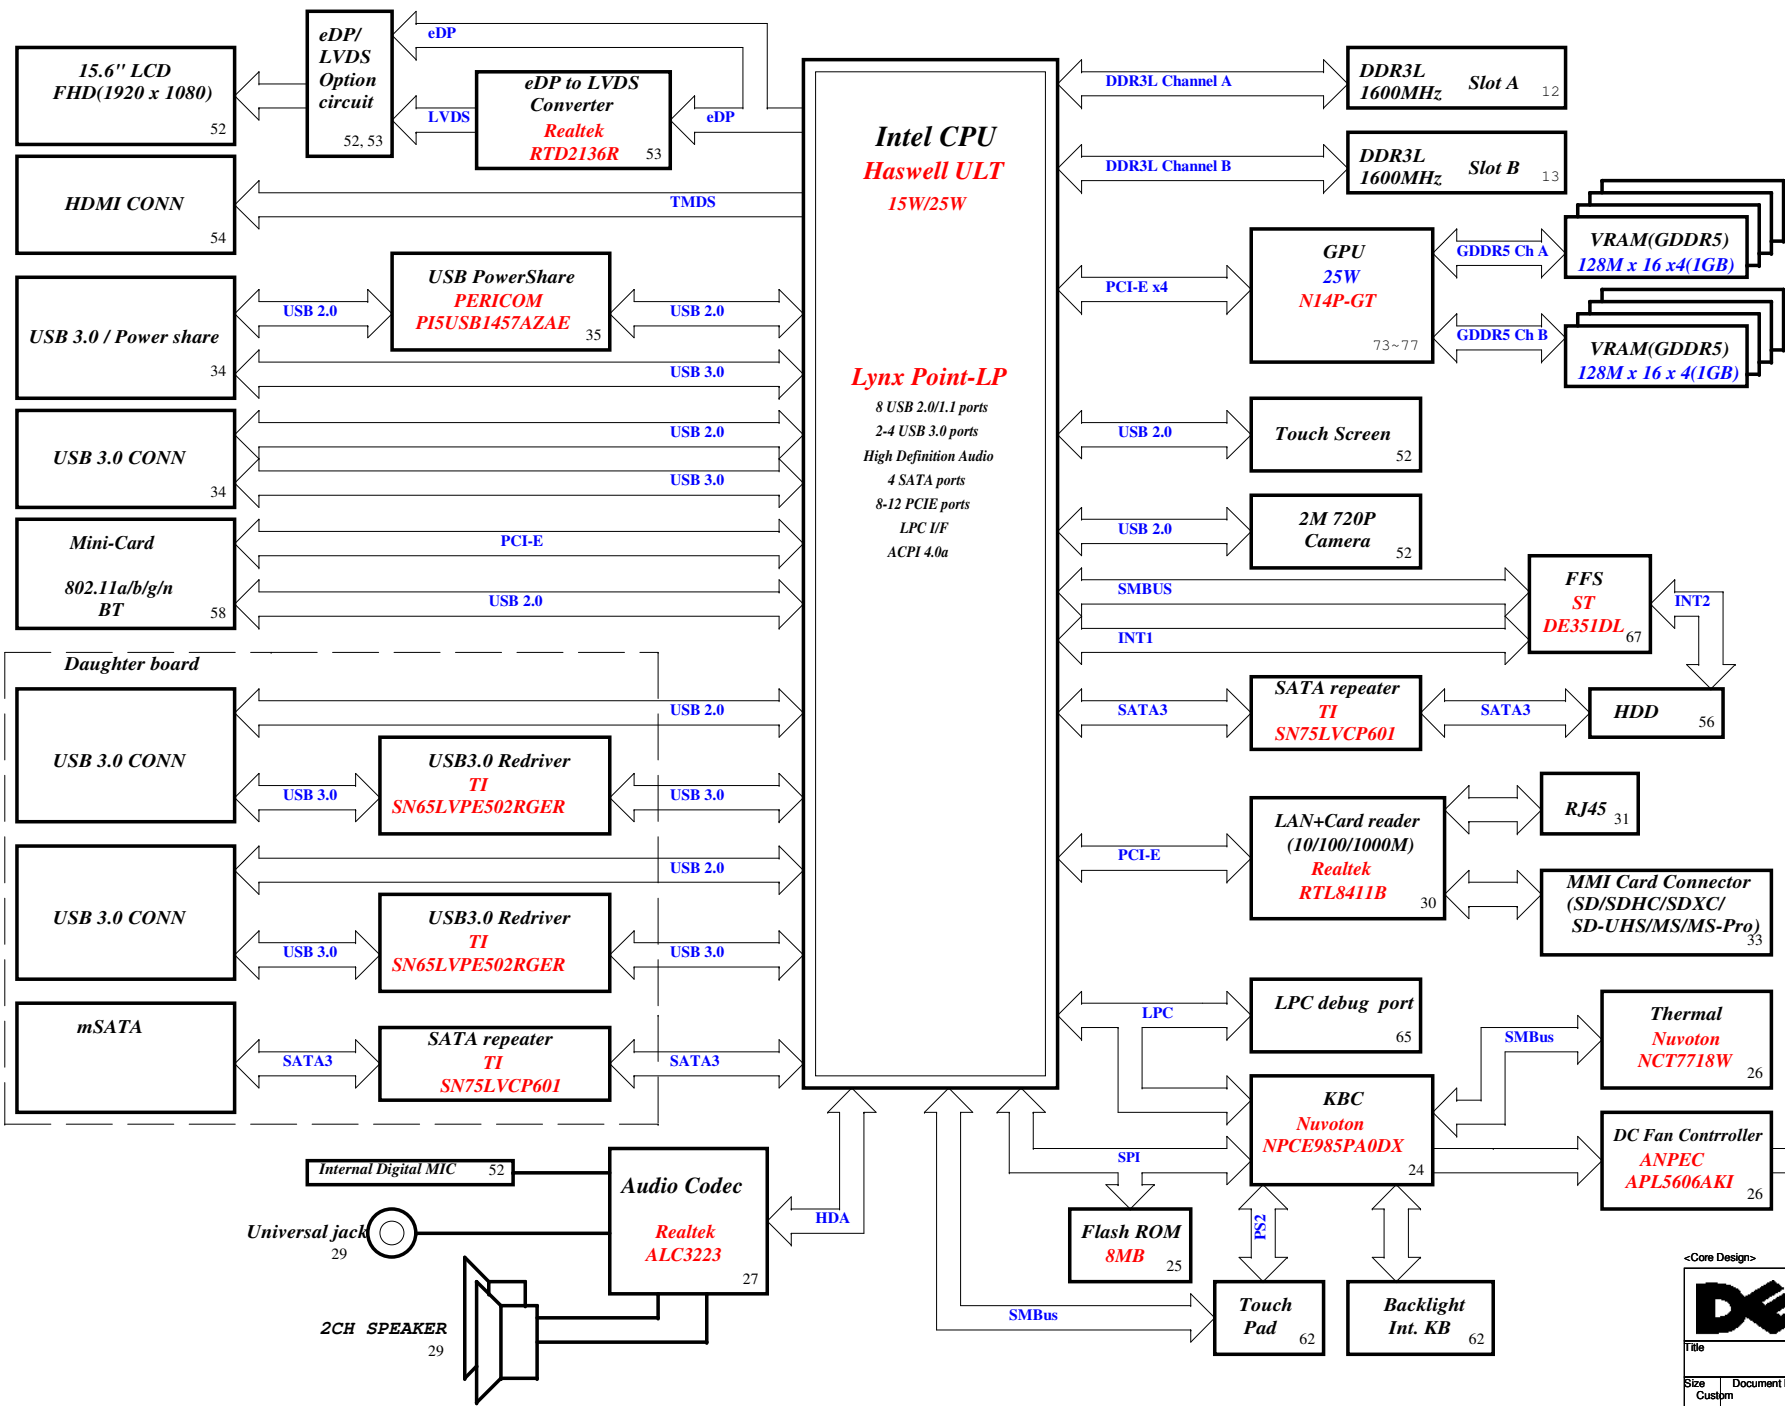 15.6" LCD
FHD(1920 x 1080)
52
eDP/
LVDS
Option
circuit
52, 53
eDP
eDP to LVDS
Converter
Realtek
RTD2136R
53
LVDS
eDP
HDMI CONN
54
TMDS
USB 3.0 / Power share
34
USB 2.0
USB PowerShare
PERICOM
PI5USB1457AZAE
35
USB 2.0
USB 3.0
USB 3.0 CONN
34
USB 2.0
USB 3.0
Mini-Card
802.11a/b/g/n
BT
58
PCI-E
USB 2.0
Daughter board
USB 3.0 CONN
USB 2.0
USB 3.0
USB3.0 Redriver
TI
SN65LVPE502RGER
USB 3.0
USB 3.0 CONN
USB 2.0
USB 3.0
USB3.0 Redriver
TI
SN65LVPE502RGER
USB 3.0
mSATA
SATA3
SATA repeater
TI
SN75LVCP601
SATA3
Internal Digital MIC 52
Universal jack
29
2CH SPEAKER
29
Audio Codec
Realtek
ALC3223
27
HDA
Intel CPU
Haswell ULT
15W/25W
Lynx Point-LP
8 USB 2.0/1.1 ports
2-4 USB 3.0 ports
High Definition Audio
4 SATA ports
8-12 PCIE ports
LPC I/F
ACPI 4.0a
DDR3L Channel A
DDR3L
1600MHz Slot A 12
DDR3L Channel B
DDR3L
1600MHz Slot B 13
PCI-E x4
GPU
25W
N14P-GT
73~77
GDDR5 Ch A
VRAM(GDDR5)
128M x 16 x4(1GB)
GDDR5 Ch B
VRAM(GDDR5)
128M x 16 x 4(1GB)
USB 2.0
Touch Screen
52
USB 2.0
2M 720P
Camera
52
SMBUS
INT1
FFS
ST
DE351DL
67
INT2
SATA3
SATA repeater
TI
SN75LVCP601
SATA3
HDD
56
PCI-E
LAN+Card reader
(10/100/1000M)
Realtek
RTL8411B
30
RJ45
31
MMI Card Connector
(SD/SDHC/SDXC/
SD-UHS/MS/MS-Pro)
33
LPC
LPC debug port
65
KBC
Nuvoton
NPCE985PA0DX
24
SMBus
Thermal
Nuvoton
NCT7718W
26
DC Fan Contrroller
ANPEC
APL5606AKI
26
SPI
Flash ROM
8MB
25
PS2
SMBus
Touch
Pad
62
Backlight
Int. KB
62
<Core Design>
DE
Title
Size
Custom
Document